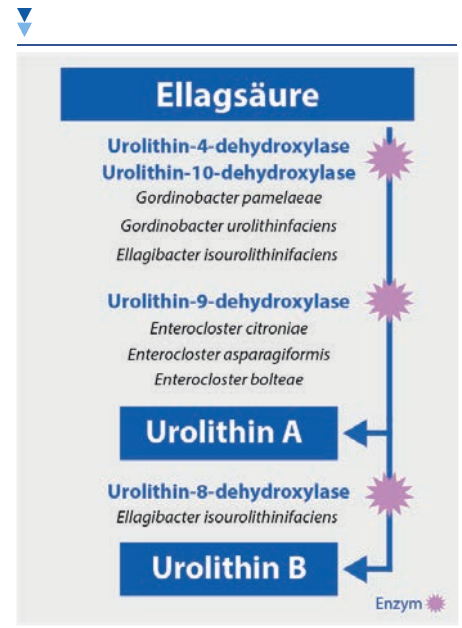 Ellagsäure
Urolithin-4-dehydroxylase
Urolithin-10-dehydroxylase
Gordinobacter pamelaeae
Gordinobacter urolithinfaciens
Ellagibacter isourolithinifaciens
Urolithin-9-dehydroxylase
Enterocloster citroniae
Enterocloster asparagiformis
Enterocloster bolteae
Urolithin A
Urolithin-8-dehydroxylase
Ellagibacter isourolithinifaciens
Urolithin B
Enzym